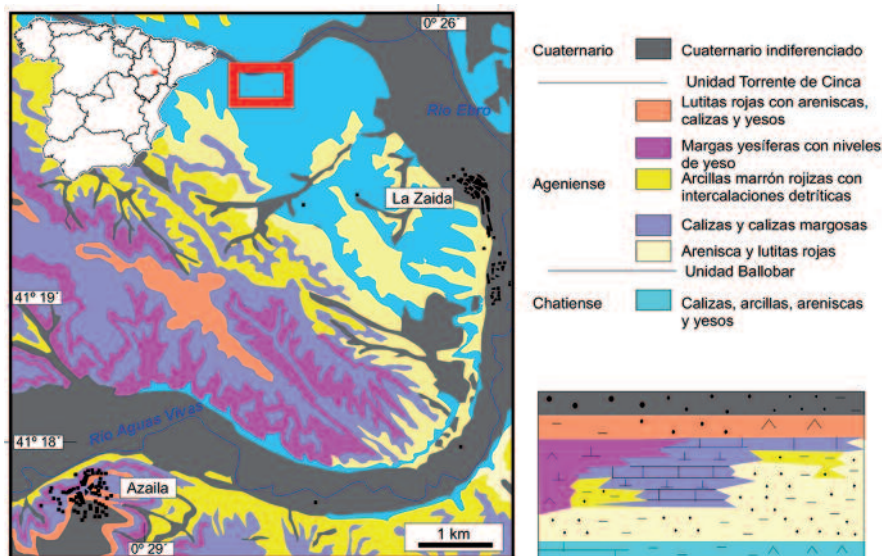 0º 26´
Río Ebro
La Zaida
41º 19´
41º 18´
Río Aguas Vivas
Azaila
0º 29´
1 km
Cuaternario
Cuaternario indiferenciado
Unidad Torrente de Cinca
Lutitas rojas con areniscas,
calizas y yesos
Margas yesíferas con niveles
de yeso
Ageniense
Arcillas marrón rojizas con
intercalaciones detríticas
Calizas y calizas margosas
Arenisca y lutitas rojas
Unidad Ballobar
Chatiense
Calizas, arcillas, areniscas
y yesos